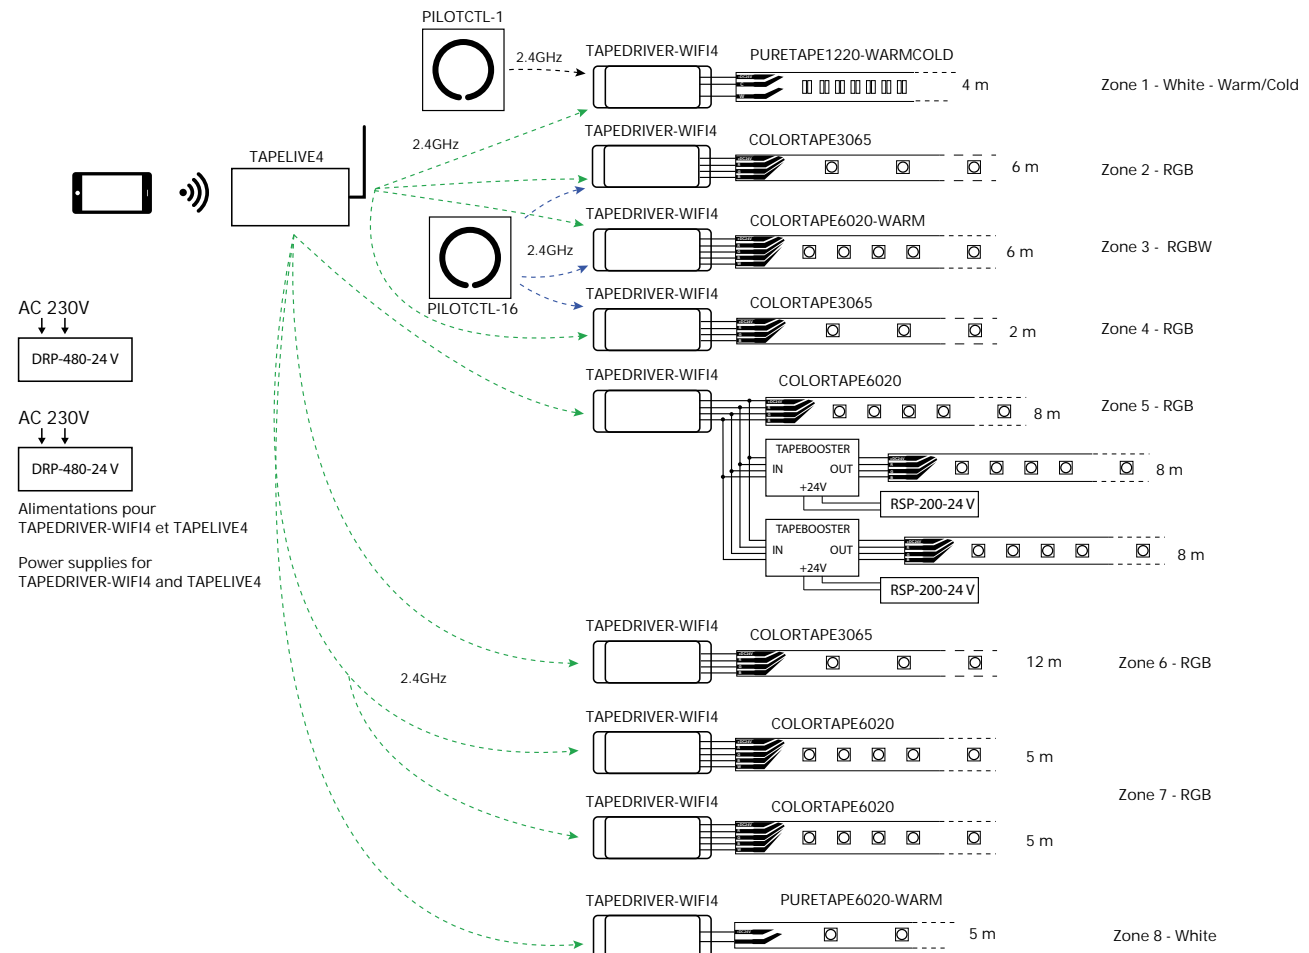 PILOTCTL-1
2.4GHz
TAPEDRIVER-WIFI4
PURETAPE1220-WARMCOLD
4 m
Zone 1 - White - Warm/Cold
TAPELIVE4
2.4GHz
TAPEDRIVER-WIFI4
COLORTAPE3065
6 m
Zone 2 - RGB
TAPEDRIVER-WIFI4
COLORTAPE6020-WARM
2.4GHz
6 m
Zone 3 - RGBW
PILOTCTL-16
TAPEDRIVER-WIFI4
COLORTAPE3065
2 m
Zone 4 - RGB
AC 230V
DRP-480-24 V
AC 230V
DRP-480-24 V
Alimentations pour
TAPEDRIVER-WIFI4 et TAPELIVE4
Power supplies for
TAPEDRIVER-WIFI4 and TAPELIVE4
TAPEDRIVER-WIFI4
COLORTAPE6020
8 m
Zone 5 - RGB
TAPEBOOSTER
IN OUT
+24V
8 m
RSP-200-24 V
TAPEBOOSTER
IN OUT
+24V
8 m
RSP-200-24 V
TAPEDRIVER-WIFI4
COLORTAPE3065
12 m
Zone 6 - RGB
2.4GHz
TAPEDRIVER-WIFI4
COLORTAPE6020
5 m
Zone 7 - RGB
TAPEDRIVER-WIFI4
COLORTAPE6020
5 m
TAPEDRIVER-WIFI4
PURETAPE6020-WARM
5 m
Zone 8 - White